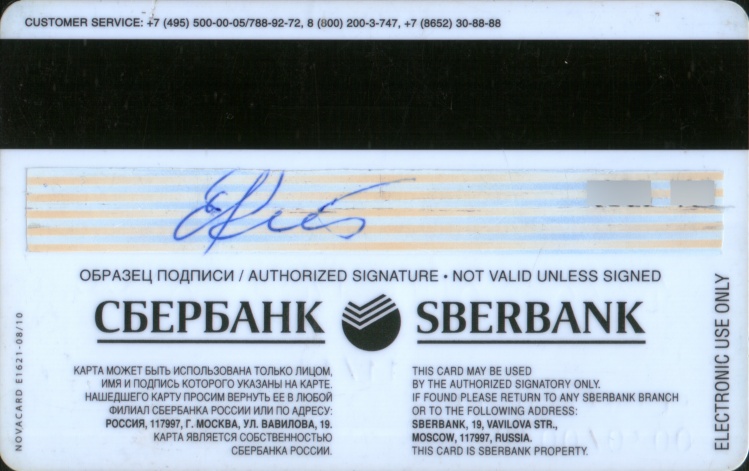 CUSTOMER SERVICE: +7 (495) 500-00-05/788-92-72, 8 (800) 200-3-747, +7 (8652) 30-88-88
ОБРАЗЕЦ ПОДПИСИ / AUTHORIZED SIGNATURE • NOT VALID UNLESS SIGNED
СБЕРБАНК SBERBANK
КАРТА МОЖЕТ БЫТЬ ИСПОЛЬЗОВАНА ТОЛЬКО ЛИЦОМ,
ИМЯ И ПОДПИСЬ КОТОРОГО УКАЗАНЫ НА КАРТЕ.
НАШЕДШЕГО КАРТУ ПРОСИМ ВЕРНУТЬ ЕЕ В ЛЮБОЙ
ФИЛИАЛ СБЕРБАНКА РОССИИ ИЛИ ПО АДРЕСУ:
РОССИЯ, 117997, Г. МОСКВА, УЛ. ВАВИЛОВА, 19.
КАРТА ЯВЛЯЕТСЯ СОБСТВЕННОСТЬЮ
СБЕРБАНКА РОССИИ.
THIS CARD MAY BE USED
BY THE AUTHORIZED SIGNATORY ONLY.
IF FOUND PLEASE RETURN TO ANY SBERBANK BRANCH
OR TO THE FOLLOWING ADDRESS:
SBERBANK, 19, VAVILOVA STR.,
MOSCOW, 117997, RUSSIA.
THIS CARD IS SBERBANK PROPERTY.
NOVACARD E1621-08/10
ELECTRONIC USE ONLY